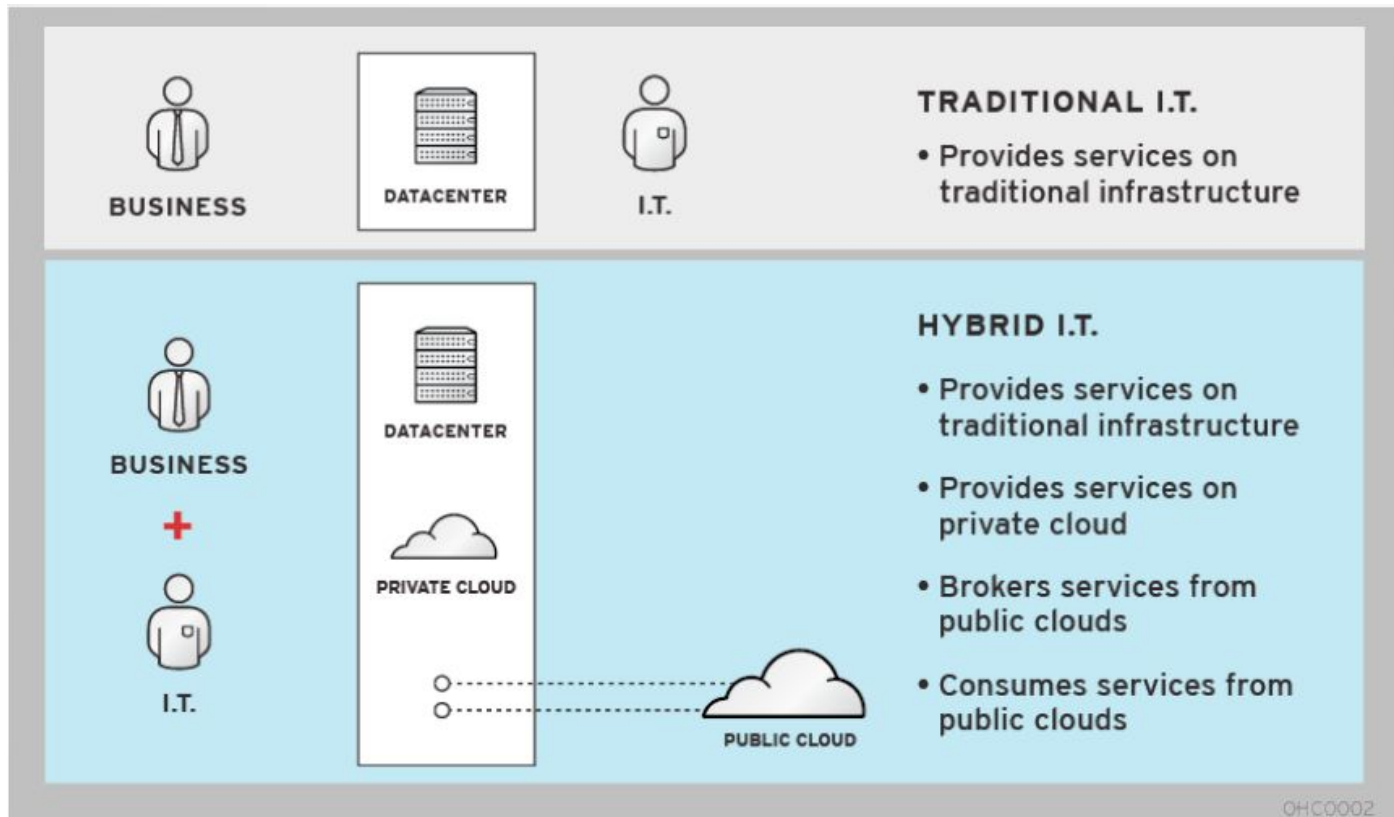 BUSINESS
DATACENTER
I.T.
TRADITIONAL I.T.
• Provides services on
traditional infrastructure
BUSINESS
+
I.T.
DATACENTER
PRIVATE CLOUD
PUBLIC CLOUD
HYBRID I.T.
• Provides services on
traditional infrastructure
• Provides services on
private cloud
• Brokers services from
public clouds
• Consumes services from
public clouds
OHC0002